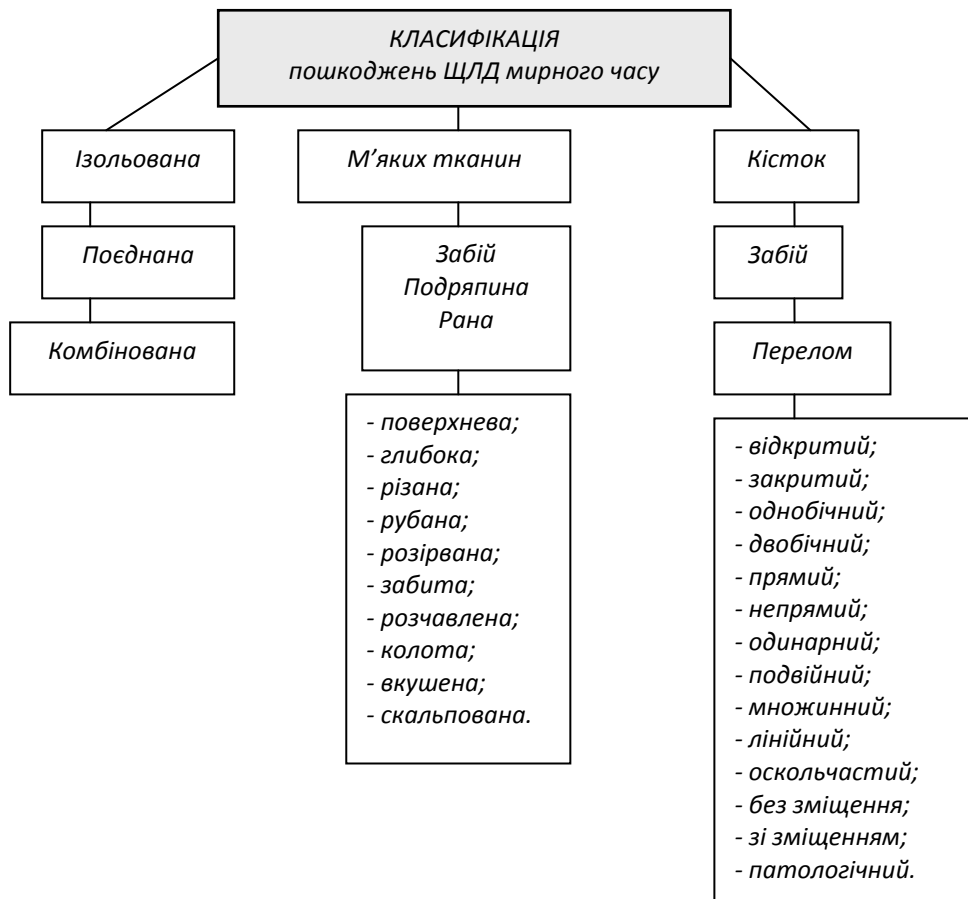 КЛАСИФІКАЦІЯ
пошкоджень ЩЛД мирного часу
Ізольована
Поєднана
Комбінована
М’яких тканин
Забій
Подряпина
Рана
- поверхнева;
- глибока;
- різана;
- рубана;
- розірвана;
- забита;
- розчавлена;
- колота;
- вкушена;
- скальпована.
Кісток
Забій
Перелом
- відкритий;
- закритий;
- однобічний;
- двобічний;
- прямий;
- непрямий;
- одинарний;
- подвійний;
- множинний;
- лінійний;
- оскольчастий;
- без зміщення;
- зі зміщенням;
- патологічний.